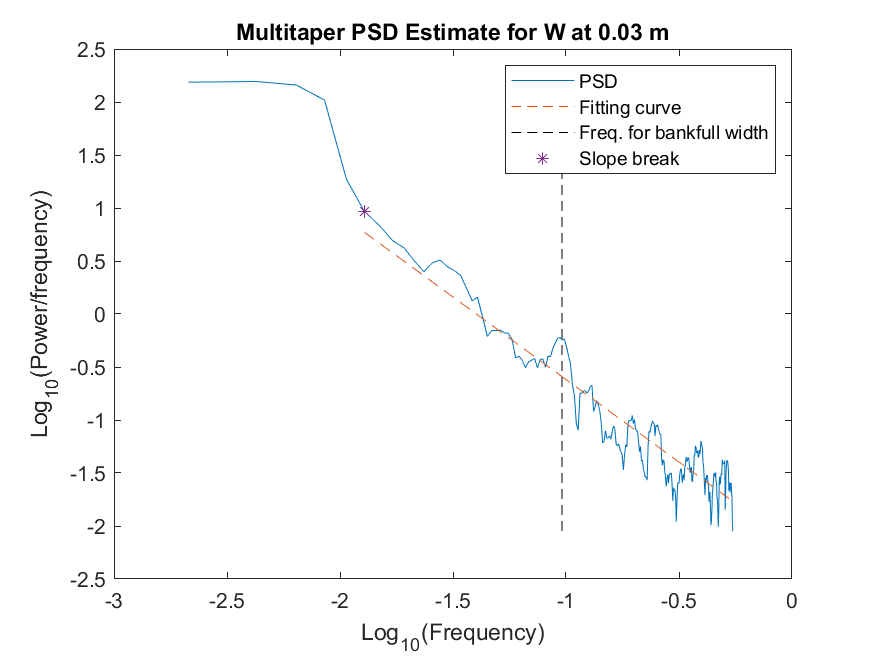 Multitaper PSD Estimate for W at 0.03 m
2.5
2
1.5
1
0.5
0
-0.5
-1
-1.5
-2
-2.5
Log10(Power/frequency)
PSD
Fitting curve
Freq. for bankfull width
Slope break
-3 -2.5 -2 -1.5 -1 -0.5 0
Log10(Frequency)